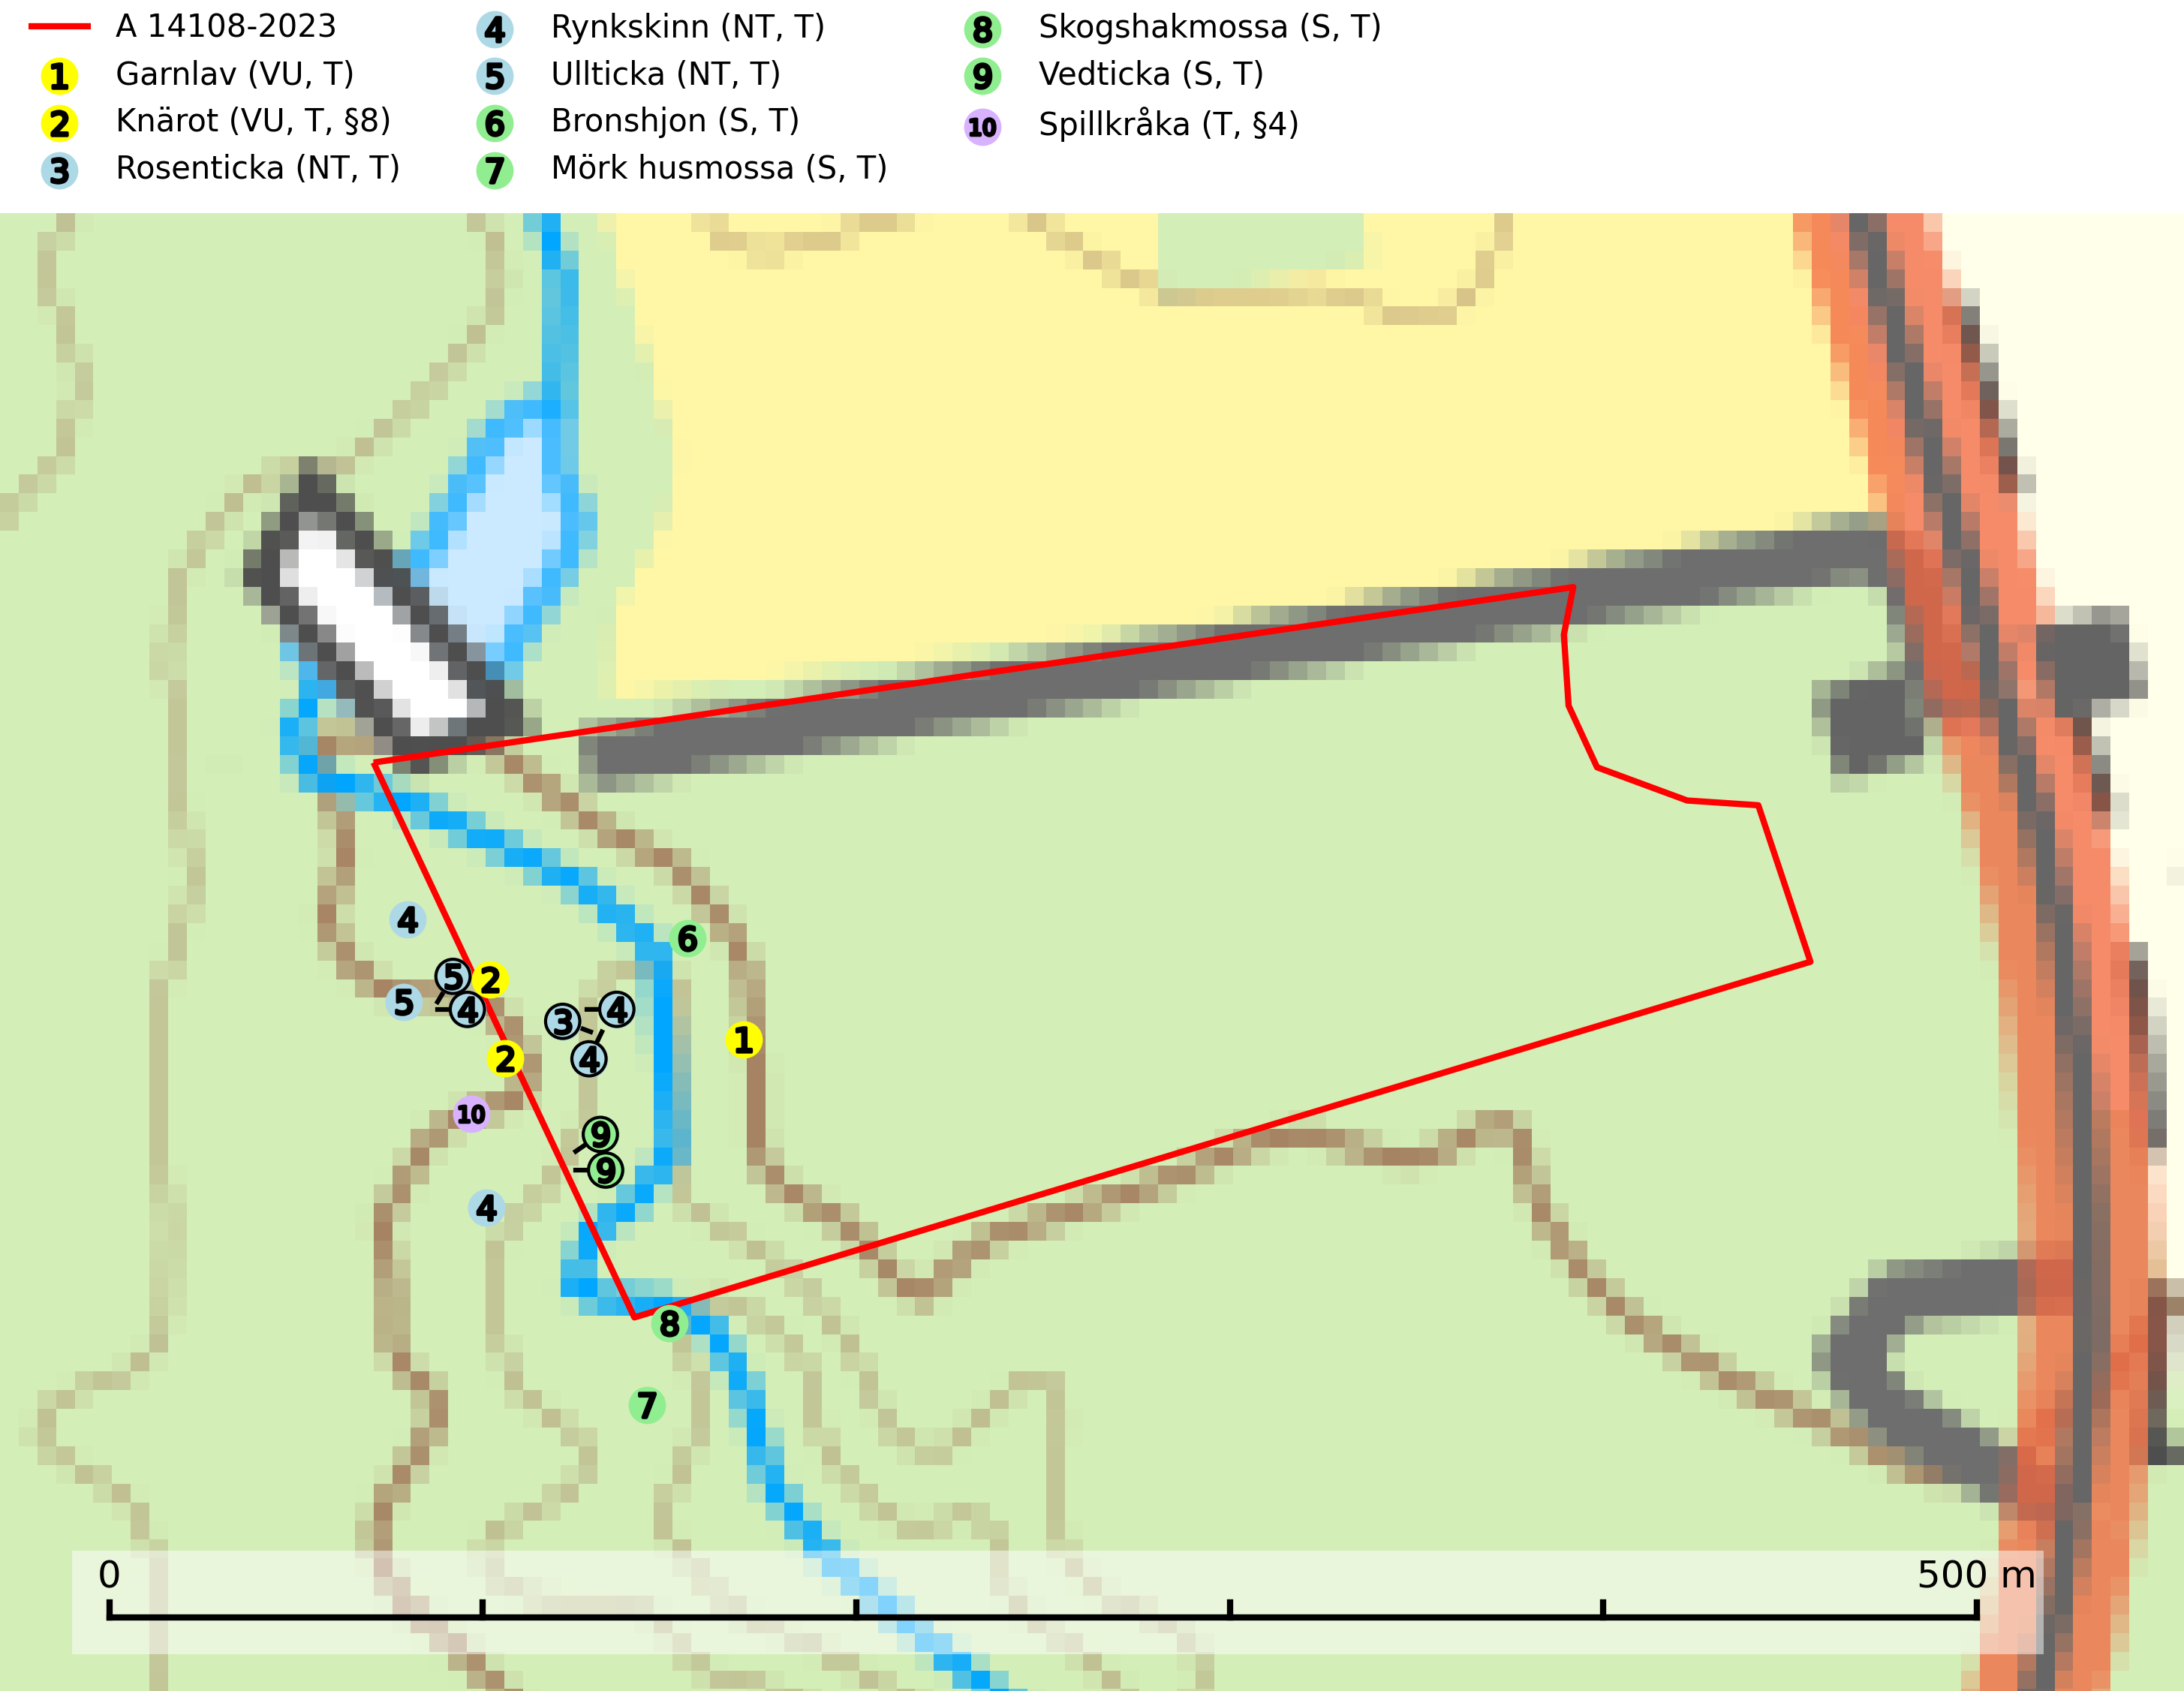 A 14108-2023
1 Garnlav (VU, T)
2 Knärot (VU, T, §8)
3 Rosenticka (NT, T)
4 Rynkskinn (NT, T)
5 Ullticka (NT, T)
6 Bronshjon (S, T)
7 Mörk husmossa (S, T)
8 Skogshakmossa (S, T)
9 Vedticka (S, T)
10 Spillkråka (T, §4)
4
6
5 2
5 4
3 4
1
2 4
10
9
9
4
8
7
0 500 m